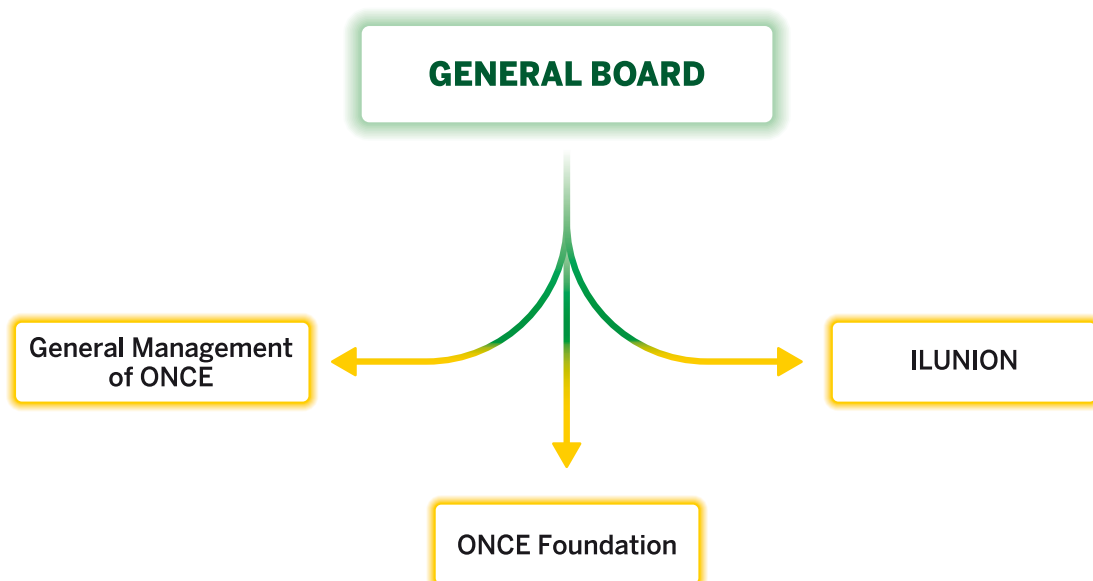 GENERAL BOARD
General Management
of ONCE
ILUNION
ONCE Foundation